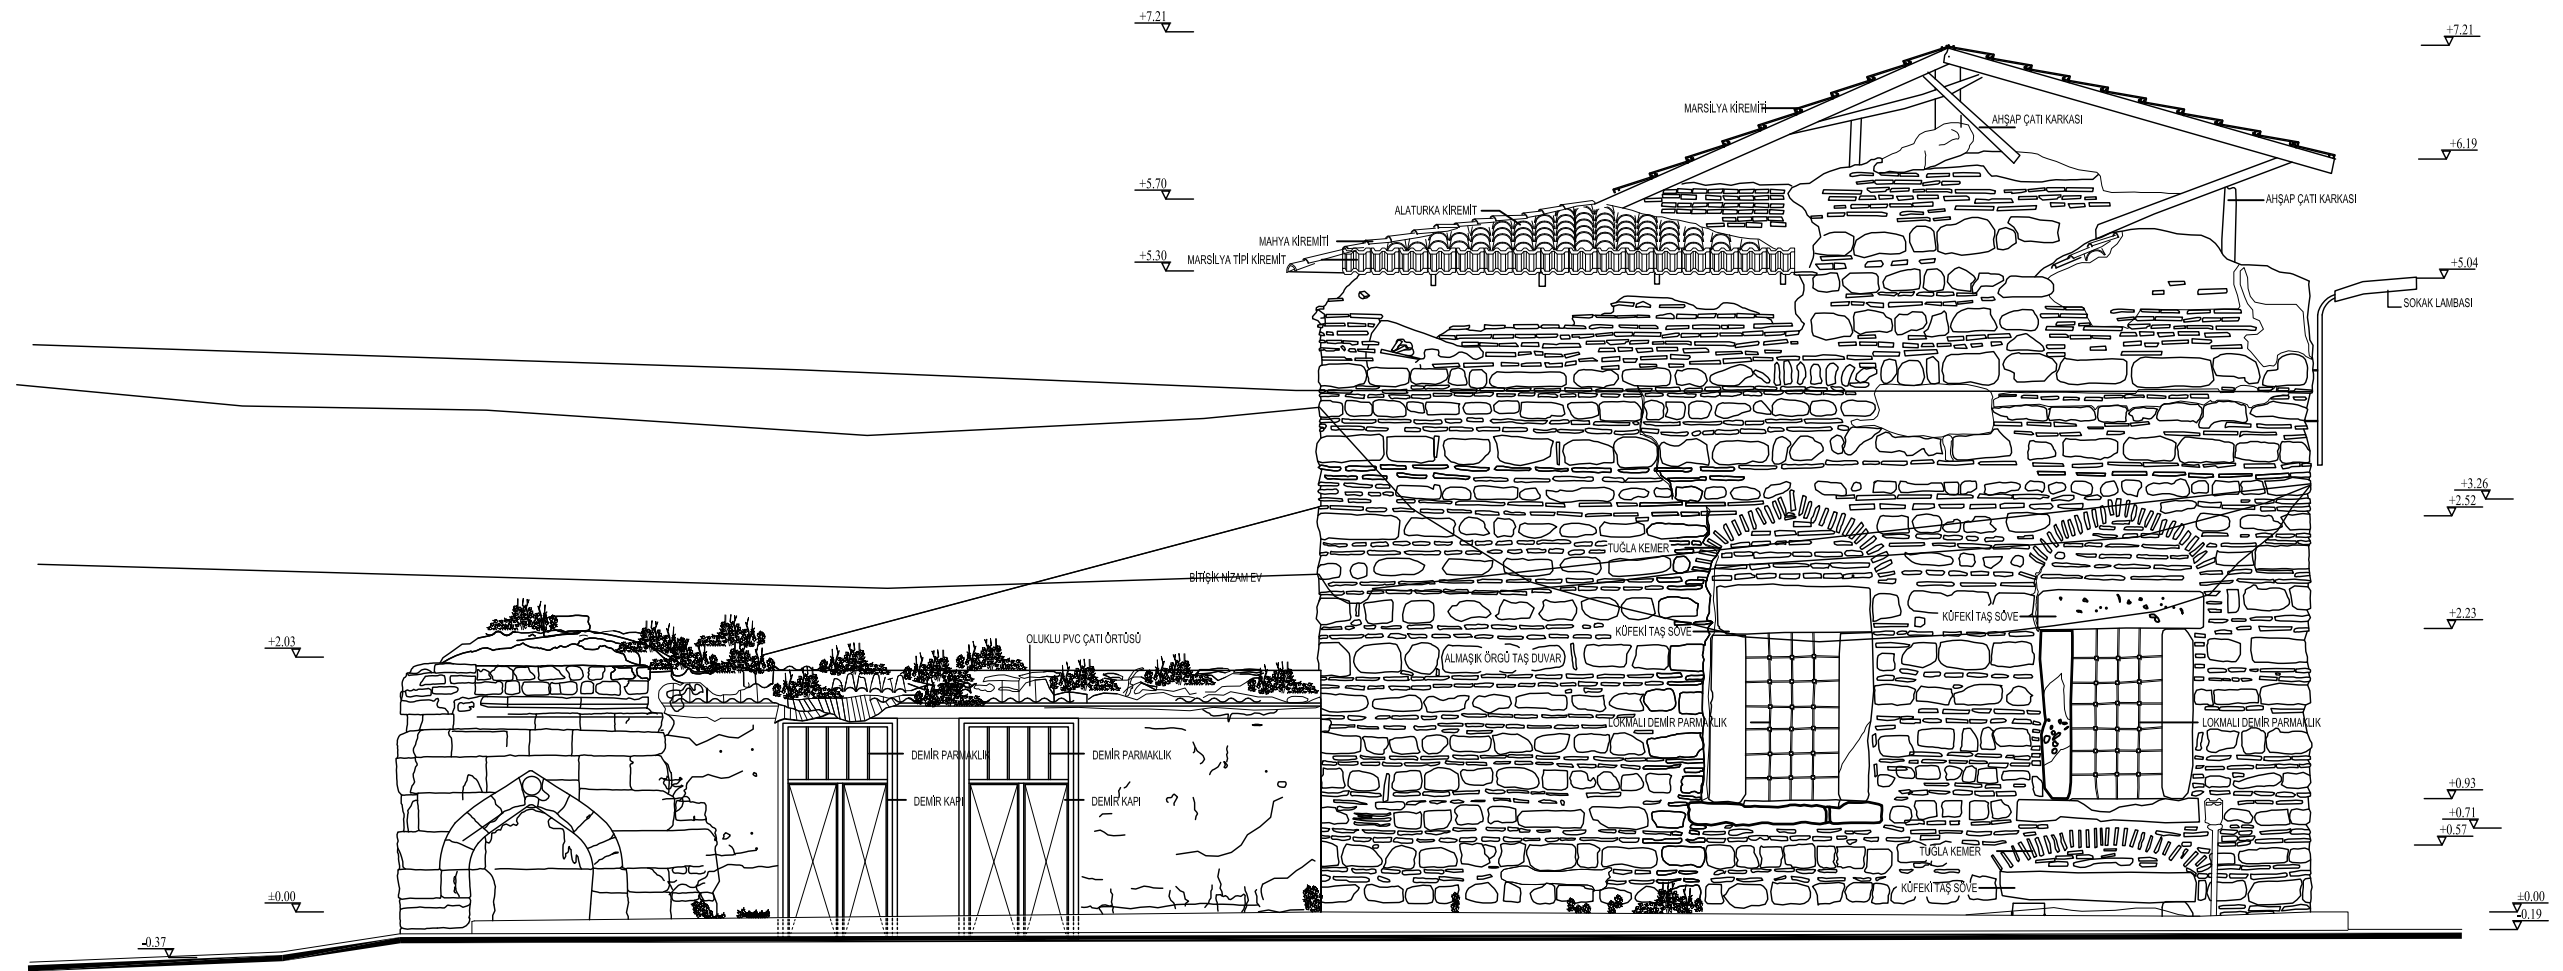 +7.21
+7.21
MARSİLYA KİREMİTİ
AHŞAP ÇATI KARKASI
+6.19
+5.70
AHŞAP ÇATI KARKASI
ALATURKA KİREMİT
MAHYA KİREMİTİ
+5.30
MARSİLYA TİPİ KİREMİT
+5.04
SOKAK LAMBASI
+3.26
+2.52
TUĞLA KEMER
BİTİŞİK NİZAM EV
KÜFEKİ TAŞ SÖVE
+2.23
KÜFEKİ TAŞ SÖVE
+2.03
OLUKLU PVC ÇATI ÖRTÜSÜ
ALMAŞIK ÖRGÜ TAŞ DUVAR
LOKMALI DEMİR PARMAKLIK
LOKMALI DEMİR PARMAKLIK
DEMİR PARMAKLIK
DEMİR PARMAKLIK
+0.93
DEMİR KAPI
DEMİR KAPI
+0.71
+0.57
TUĞLA KEMER
KÜFEKİ TAŞ SÖVE
±0.00
±0.00
-0.19
-0.37